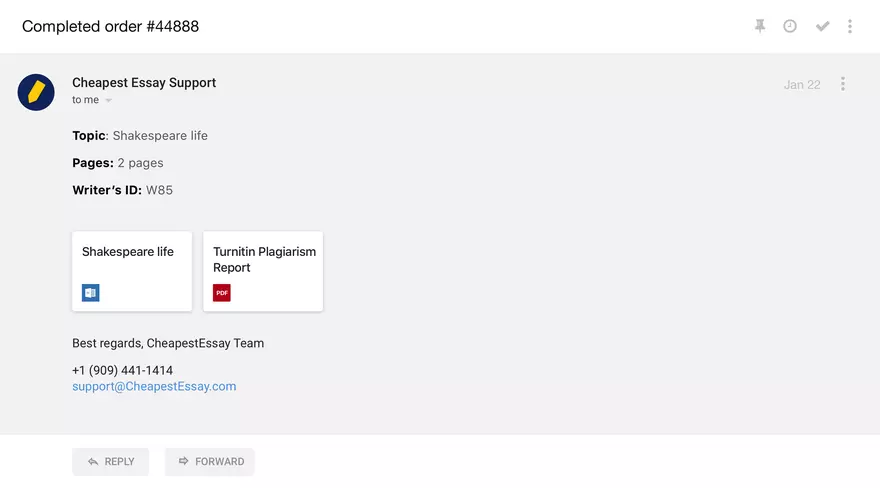 Completed order #44888
Cheapest Essay Support
Jan 22
to me
Topic: Shakespeare life
Pages: 2 pages
Writer's ID: W85
Shakespeare life
Turnitin Plagiarism
Report
PDF
Best regards, CheapestEssay Team
+1 (909) 441-1414
support@CheapestEssay.com
REPLY
FORWARD